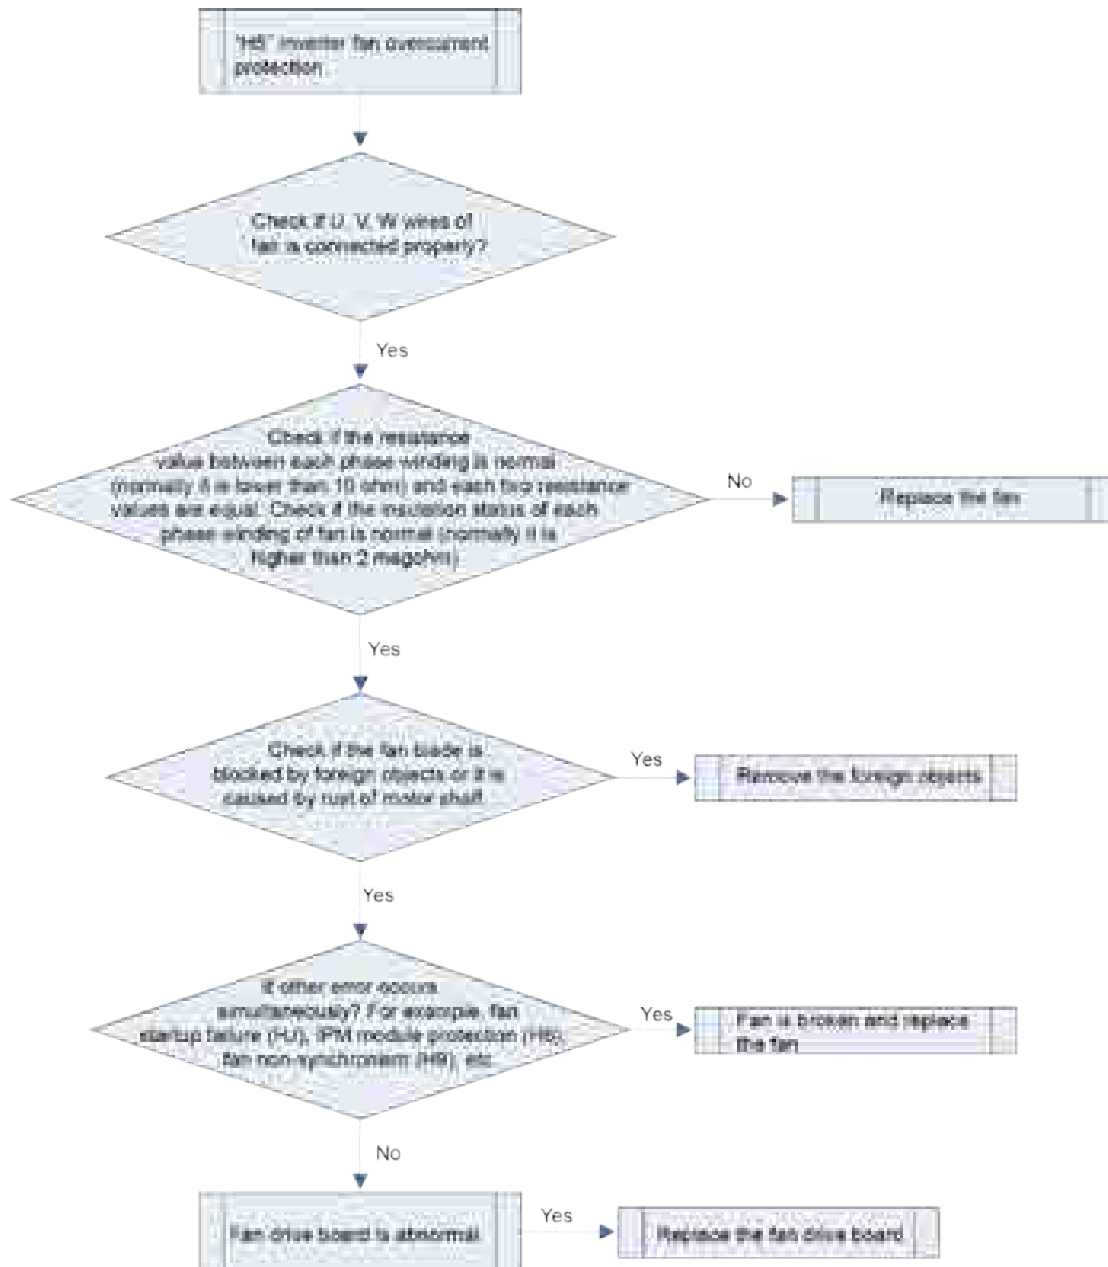 inverter fan overcurrent
protection
Check if U, V, W wires of
fan is connected properly?
Yes
Check if the resistance
value between each phase winding is normal
(normally it is lower than 10 ohm) and each two resistance
values are equal. Check if the insulation status of each
phase winding of fan is normal (normally it is
higher than 2 megohm)
No
Replace the fan
Yes
Check if the fan blade is
blocked by foreign objects or it is
caused by rust of motor shaft
Yes
Remove the foreign objects
Yes
If other error occurs
simultaneously? For example, fan
startup failure (HJ), IPM module protection (H6),
fan non-synchronism (H9), etc
Yes
Fan is broken and replace
the fan
No
Fan drive board is abnormal
Yes
Replace the fan drive board